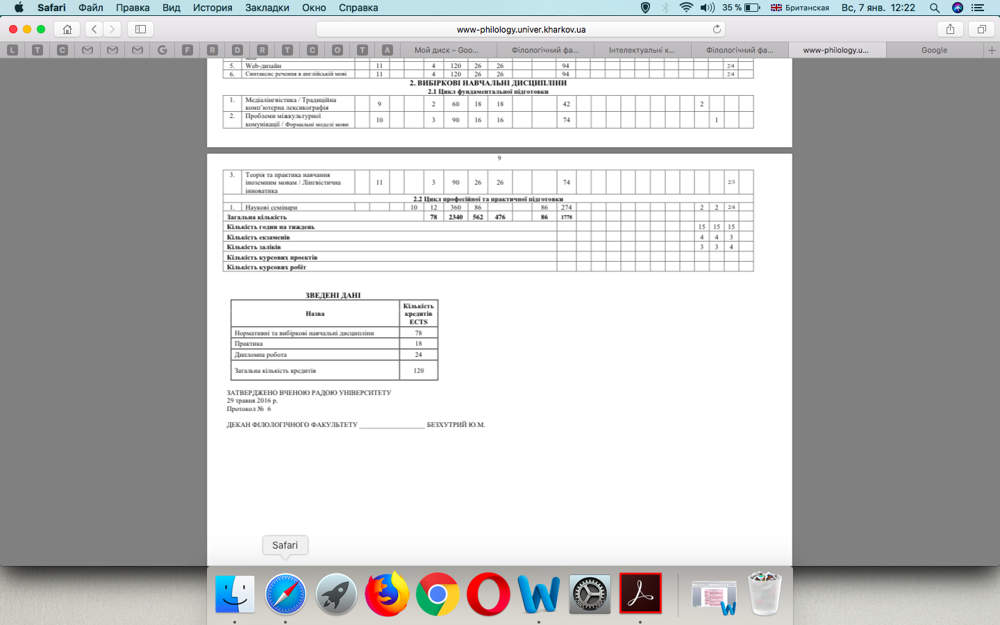 Safari Файл Правка Вид История Закладки Окно Справка 35 % Британская Вс, 7 янв. 12:22
www-philology.univer.kharkov.ua
L T C G F R D R T C O T A Мой диск – Goo... Філологічний фа... Інтелектуальні к... Філологічний фа... www-philology.u... Google
5. Web-дизайн 11 4 120 26 26 94 2/4
6. Синтаксис речення в англійській мові 11 4 120 26 26 94 2/4
2. ВИБІРКОВІ НАВЧАЛЬНІ ДИСЦИПЛІНИ
2.1 Цикл фундаментальної підготовки
1. Медіалінгвістика / Традиційна
комп’ютерна лексикографія 9 2 60 18 18 42 2
2. Проблеми міжкультурної
комунікації / Формальні моделі мови 10 3 90 16 16 74 1
9
3. Теорія та практика навчання
іноземним мовам / Лінгвістична 11 3 90 26 26 74 2/3
інноватика
2.2 Цикл професійної та практичної підготовки
1. Наукові семінари 10 12 360 86 86 274 2 2 2/4
Загальна кількість 78 2340 562 476 86 1778
Кількість годин на тиждень 15 15 15
Кількість екзаменів 4 4 3
Кількість заліків 3 3 4
Кількість курсових проектів
Кількість курсових робіт
ЗВЕДЕНІ ДАНІ
Назва Кількість
кредитів
ECTS
Нормативні та вибіркові навчальні дисципліни 78
Практика 18
Дипломна робота 24
Загальна кількість кредитів 120
ЗАТВЕРДЖЕНО ВЧЕНОЮ РАДОЮ УНІВЕРСИТЕТУ
29 травня 2016 р.
Протокол № 6
ДЕКАН ФІЛОЛОГІЧНОГО ФАКУЛЬТЕТУ ___________________ БЕЗХУТРИЙ Ю.М.
Safari